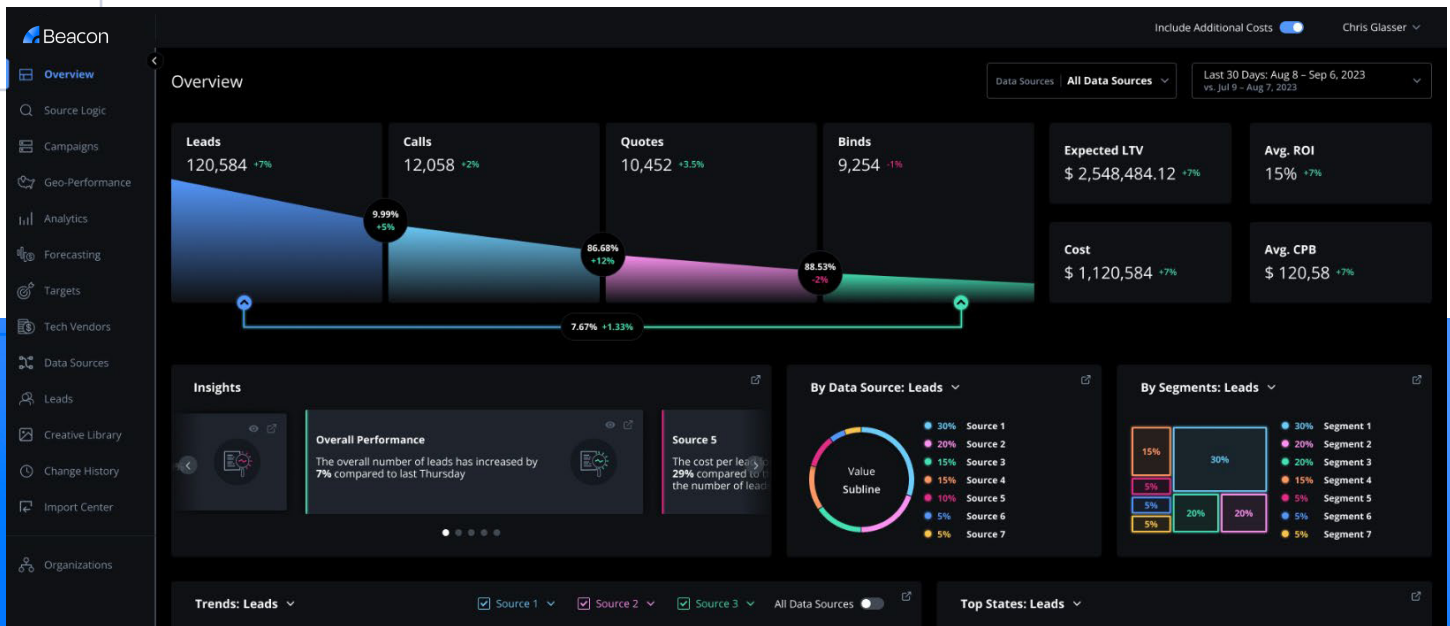 Beacon
Include Additional Costs
Chris Glasser
Overview
Source Logic
Campaigns
Geo-Performance
Analytics
Forecasting
Targets
Tech Vendors
Data Sources
Leads
Creative Library
Change History
Import Center
Organizations
Overview
Data Sources All Data Sources
Last 30 Days: Aug 8 – Sep 6, 2023
vs. Jul 9 – Aug 7, 2023
Leads
120,584 +7%
Calls
12,058 +2%
Quotes
10,452 +3.5%
Binds
9,254 -1%
9.99%
+5%
86.68%
+12%
88.53%
-2%
7.67% +1.33%
Expected LTV
$ 2,548,484.12 +7%
Avg. ROI
15% +7%
Cost
$ 1,120,584 +7%
Avg. CPB
$ 120,58 +7%
Insights
Overall Performance
The overall number of leads has increased by
7% compared to last Thursday
Source 5
The cost per lea
29% compared to
the number of lead
By Data Source: Leads
Value
Subline
30% Source 1
20% Source 2
15% Source 3
15% Source 4
10% Source 5
5% Source 6
5% Source 7
By Segments: Leads
15%
30%
5%
5%
5%
20%
20%
30% Segment 1
20% Segment 2
20% Segment 3
15% Segment 4
5% Segment 5
5% Segment 6
5% Segment 7
Trends: Leads
Source 1
Source 2
Source 3
All Data Sources
Top States: Leads